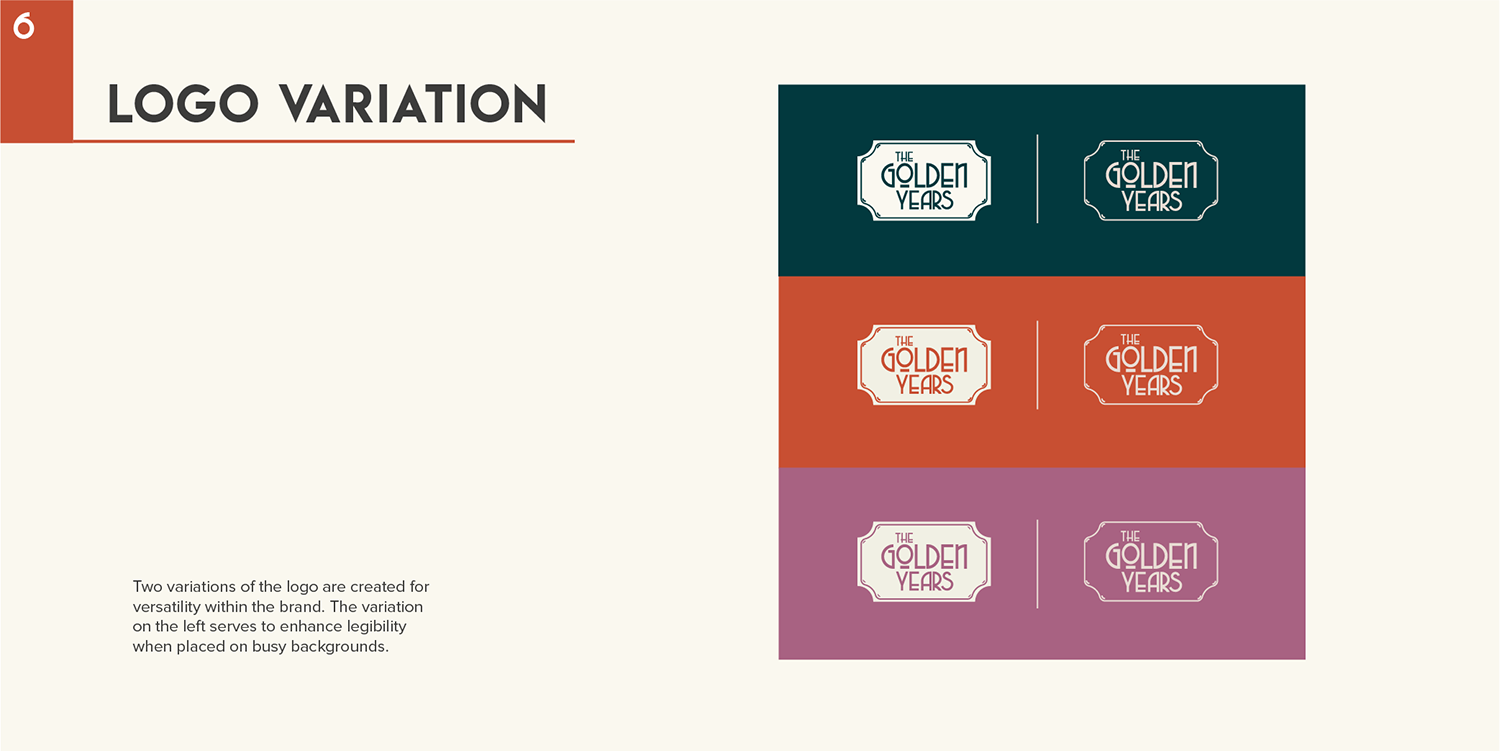 6
LOGO VARIATION
THE
GOLDEN
YEARS
THE
GOLDEN
YEARS
THE
GOLDEN
YEARS
THE
GOLDEN
YEARS
THE
GOLDEN
YEARS
THE
GOLDEN
YEARS
Two variations of the logo are created for
versatility within the brand. The variation
on the left serves to enhance legibility
when placed on busy backgrounds.